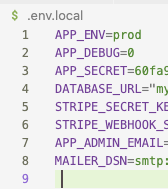 $ .env.local
1 APP_ENV=prod
2 APP_DEBUG=0
3 APP_SECRET=60fa9
4 DATABASE_URL="my
5 STRIPE_SECRET_KE
6 STRIPE_WEBHOOK_S
7 APP_ADMIN_EMAIL=
8 MAILER_DSN=smtp:
9